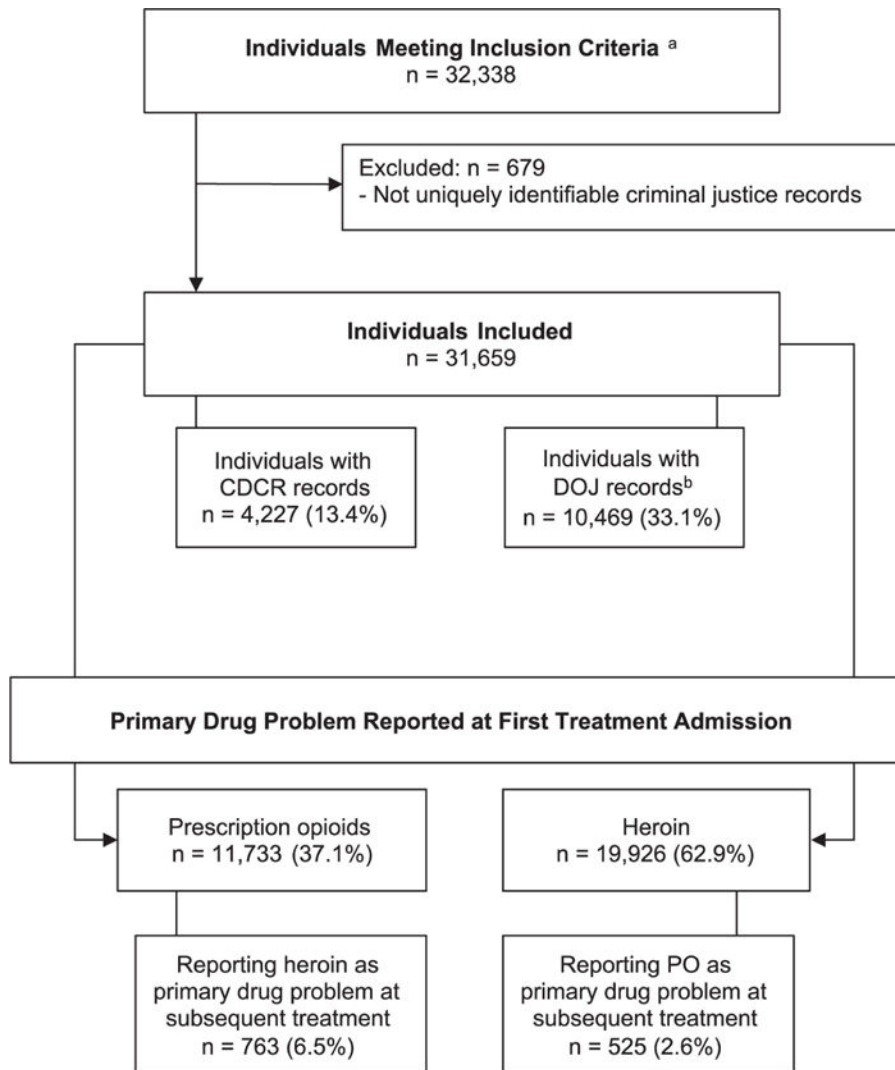 Individuals Meeting Inclusion Criteria a
n = 32,338
Excluded: n = 679
- Not uniquely identifiable criminal justice records
Individuals Included
n = 31,659
Individuals with
CDCR records
n = 4,227 (13.4%)
Individuals with
DOJ recordsb
n = 10,469 (33.1%)
Primary Drug Problem Reported at First Treatment Admission
Prescription opioids
n = 11,733 (37.1%)
Heroin
n = 19,926 (62.9%)
Reporting heroin as
primary drug problem at
subsequent treatment
n = 763 (6.5%)
Reporting PO as
primary drug problem at
subsequent treatment
n = 525 (2.6%)